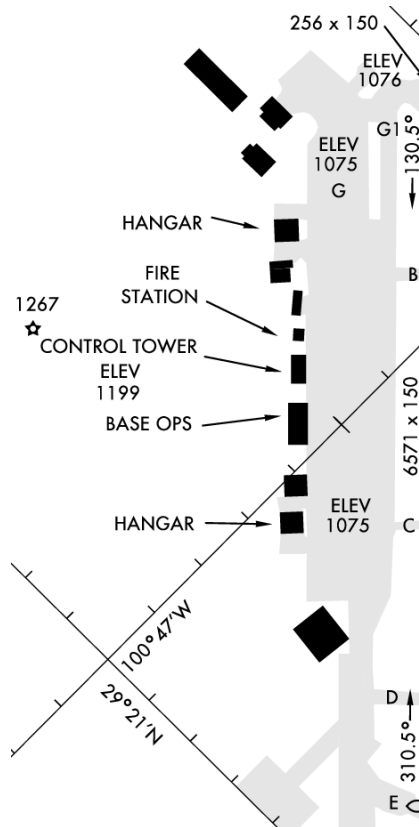 256 x 150
ELEV
1076
G1
130.5°
ELEV
1075
G
HANGAR
B
FIRE
STATION
1267
CONTROL TOWER
ELEV
1199
BASE OPS
6571 x 150
ELEV
1075
HANGAR
C
100°47'W
29°21'N
D
310.5°
E